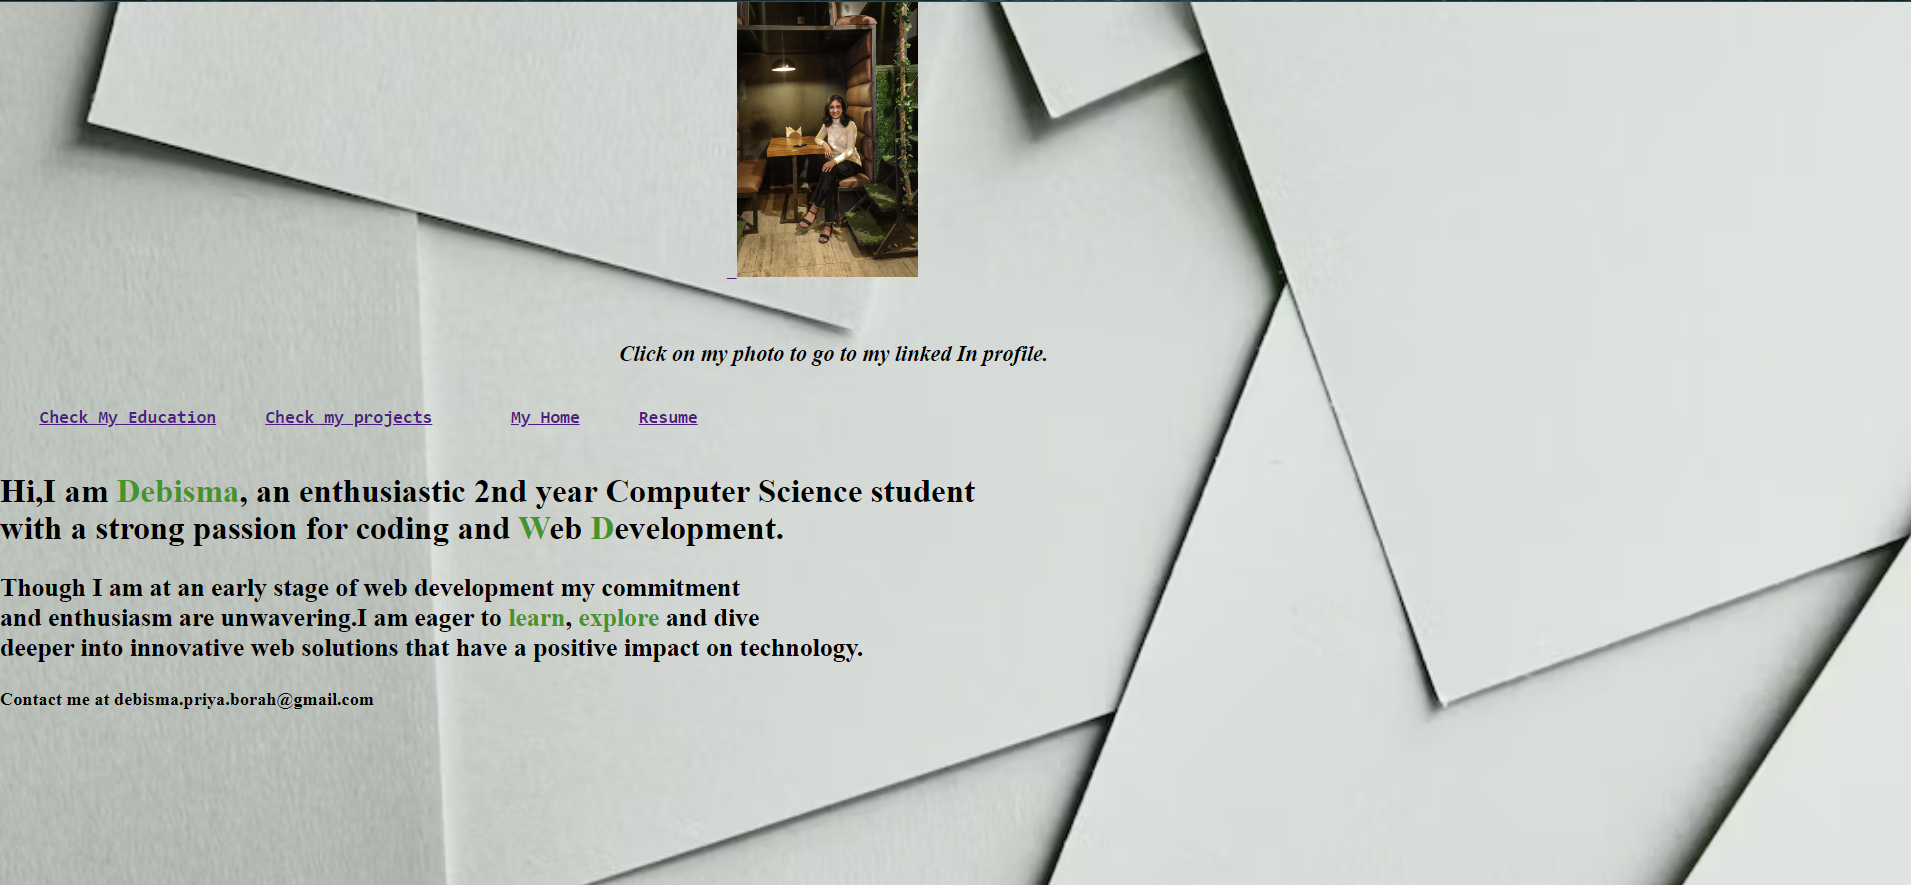 Click on my photo to go to my linked In profile.
Check My Education Check my projects My Home Resume
Hi,I am Debisma, an enthusiastic 2nd year Computer Science student
with a strong passion for coding and Web Development.
Though I am at an early stage of web development my commitment
and enthusiasm are unwavering.I am eager to learn, explore and dive
deeper into innovative web solutions that have a positive impact on technology.
Contact me at debisma.priya.borah@gmail.com